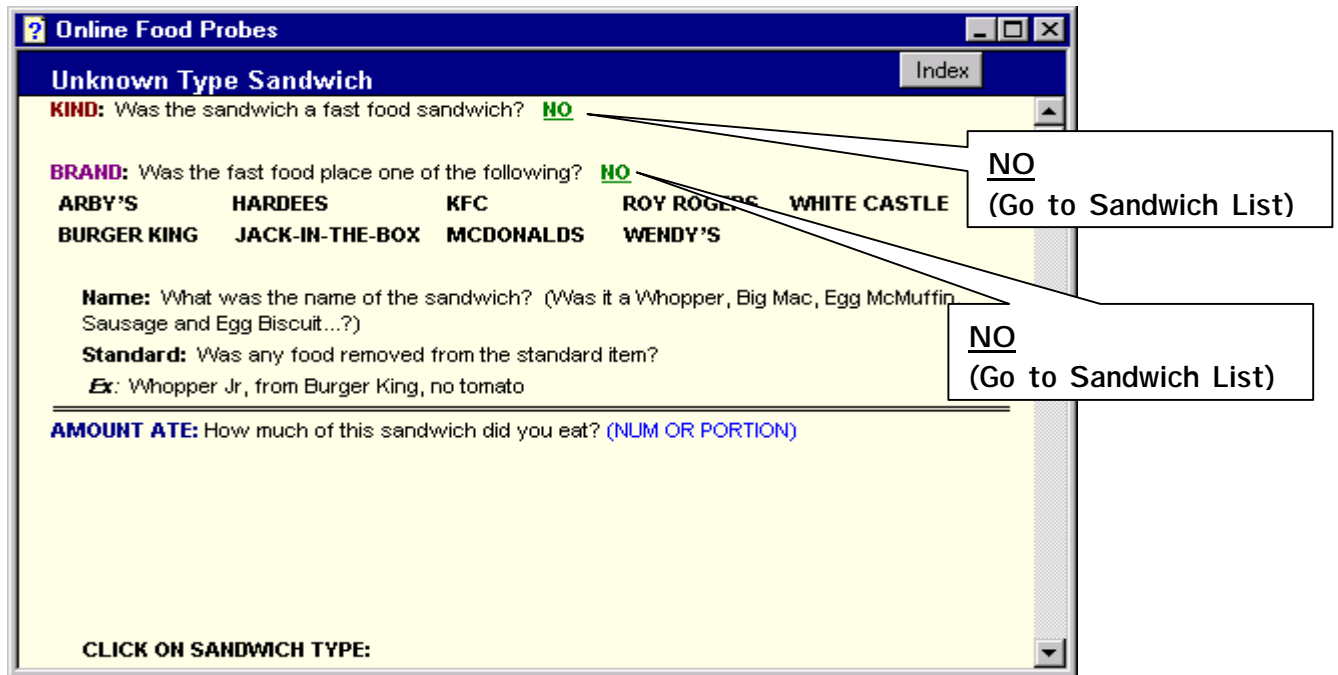 Online Food Probes
Unknown Type Sandwich
Index
KIND: Was the sandwich a fast food sandwich? NO
NO
(Go to Sandwich List)
BRAND: Was the fast food place one of the following? NO
ARBY'S HARDEES KFC ROY ROGERS WHITE CASTLE
BURGER KING JACK-IN-THE-BOX MCDONALDS WENDY'S
Name: What was the name of the sandwich? (Was it a Whopper, Big Mac, Egg McMuffin,
Sausage and Egg Biscuit...?)
NO
(Go to Sandwich List)
Standard: Was any food removed from the standard item?
Ex: Whopper Jr, from Burger King, no tomato
AMOUNT ATE: How much of this sandwich did you eat? (NUM OR PORTION)
CLICK ON SANDWICH TYPE: